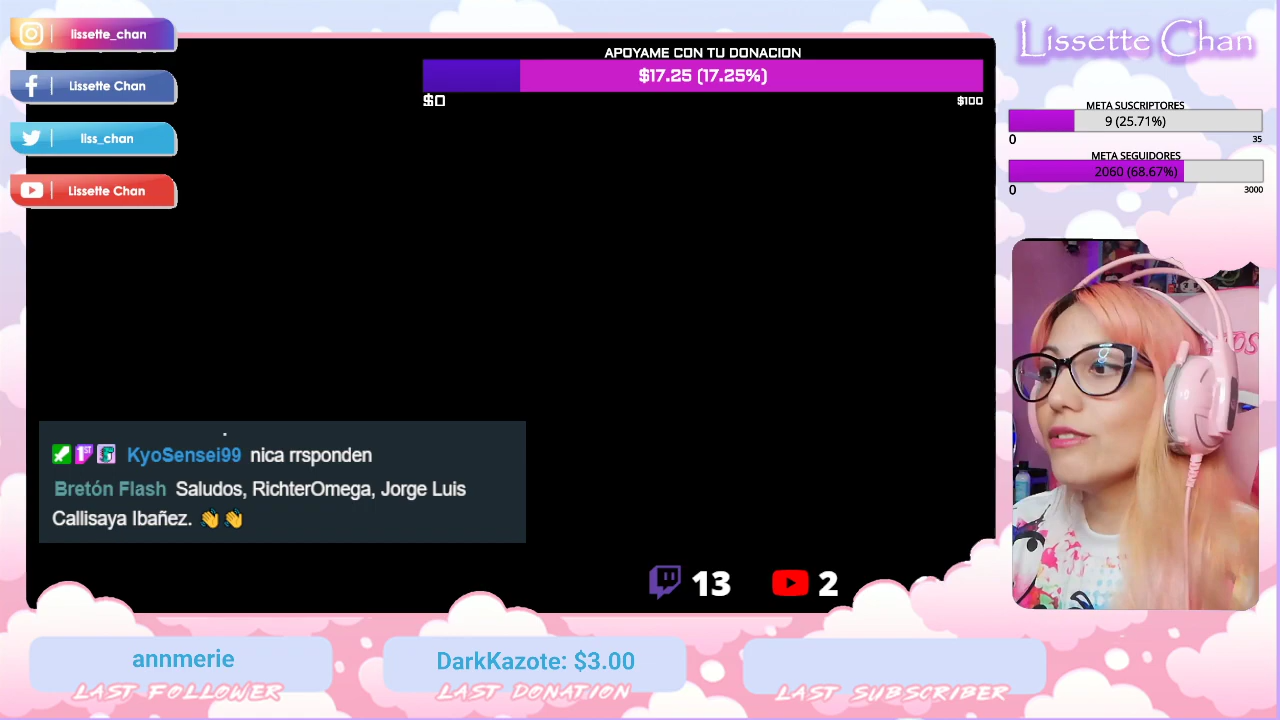 lissette_chan
Lissette Chan
liss_chan
Lissette Chan
APOYAME CON TU DONACION
$17.25 (17.25%)
$0
$100
Lissette Chan
META SUSCRIPTORES
9 (25.71%)
0
35
META SEGUIDORES
2060 (68.67%)
0
3000
1ST KyoSensei99 nica rrsponden
Bretón Flash Saludos, RichterOmega, Jorge Luis
Callisaya Ibañez. 👋👋
13
2
annmerie
LAST FOLLOWER
DarkKazote: $3.00
LAST DONATION
LAST SUBSCRIBER